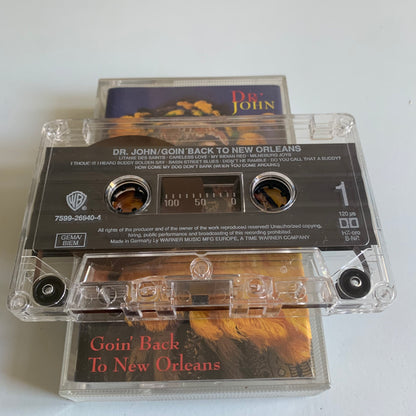 DR.
JOHN
DR. JOHN/GOIN' BACK TO NEW ORLEANS
LITANIE DES SAINTS · CARELESS LOVE · MY INDIAN RED · MILNEBURG JOYS
I THOUGHT I HEARD BUDDY BOLDEN SAY · BASIN STREET BLUES · DIDN'T HE RAMBLE · DO YOU CALL THAT A BUDDY?
HOW COME MY DOG DON'T BARK (WHEN YOU COME AROUND)
WB
7599-26940-4
100 50 0
1
120 µs
GEMA/
BIEM
B-NR
All rights of the producer and of the owner of the work reproduced reserved! Unauthorized copying,
hiring, public performance and broadcasting of this recording prohibited!
Made in Germany by WARNER MUSIC MFG EUROPE, A TIME WARNER COMPANY
Goin' Back
To New Orleans